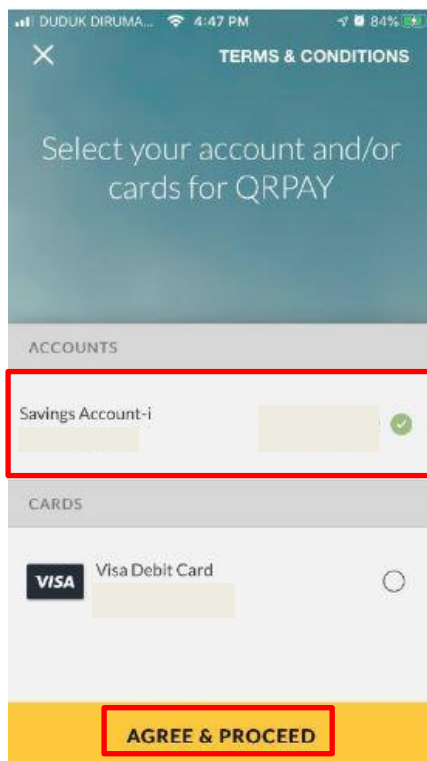 DUDUK DIRUMA... 4:47 PM 84%
TERMS & CONDITIONS
Select your account and/or
cards for QRPAY
ACCOUNTS
Savings Account-i
CARDS
VISA Visa Debit Card
AGREE & PROCEED